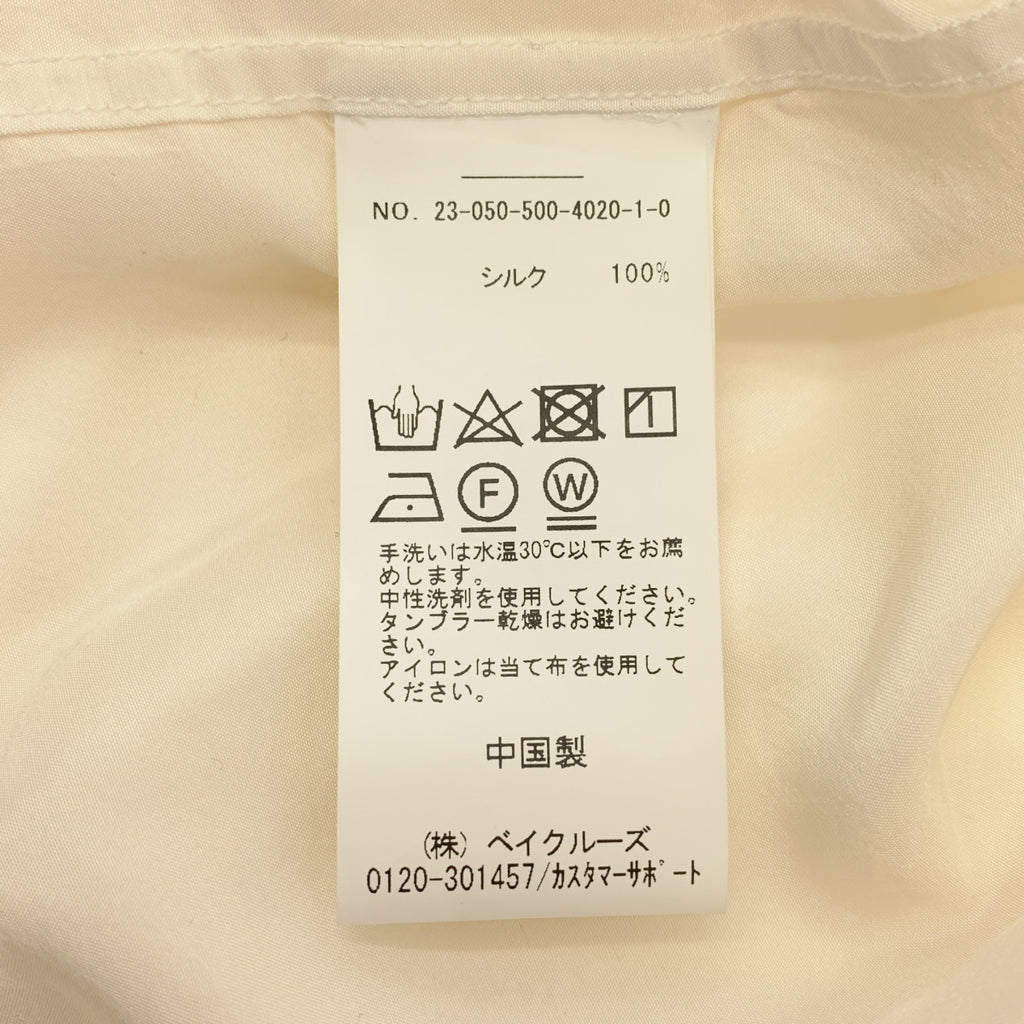 NO. 23-050-500-4020-1-0
シルク 100%
F W
手洗いは水温30℃以下をお薦
めします。
中性洗剤を使用してください。
タンブラー乾燥はお避けくだ
さい。
アイロンは当て布を使用して
ください。
中国製
(株) ベイクルーズ
0120-301457/カスタマーサポート